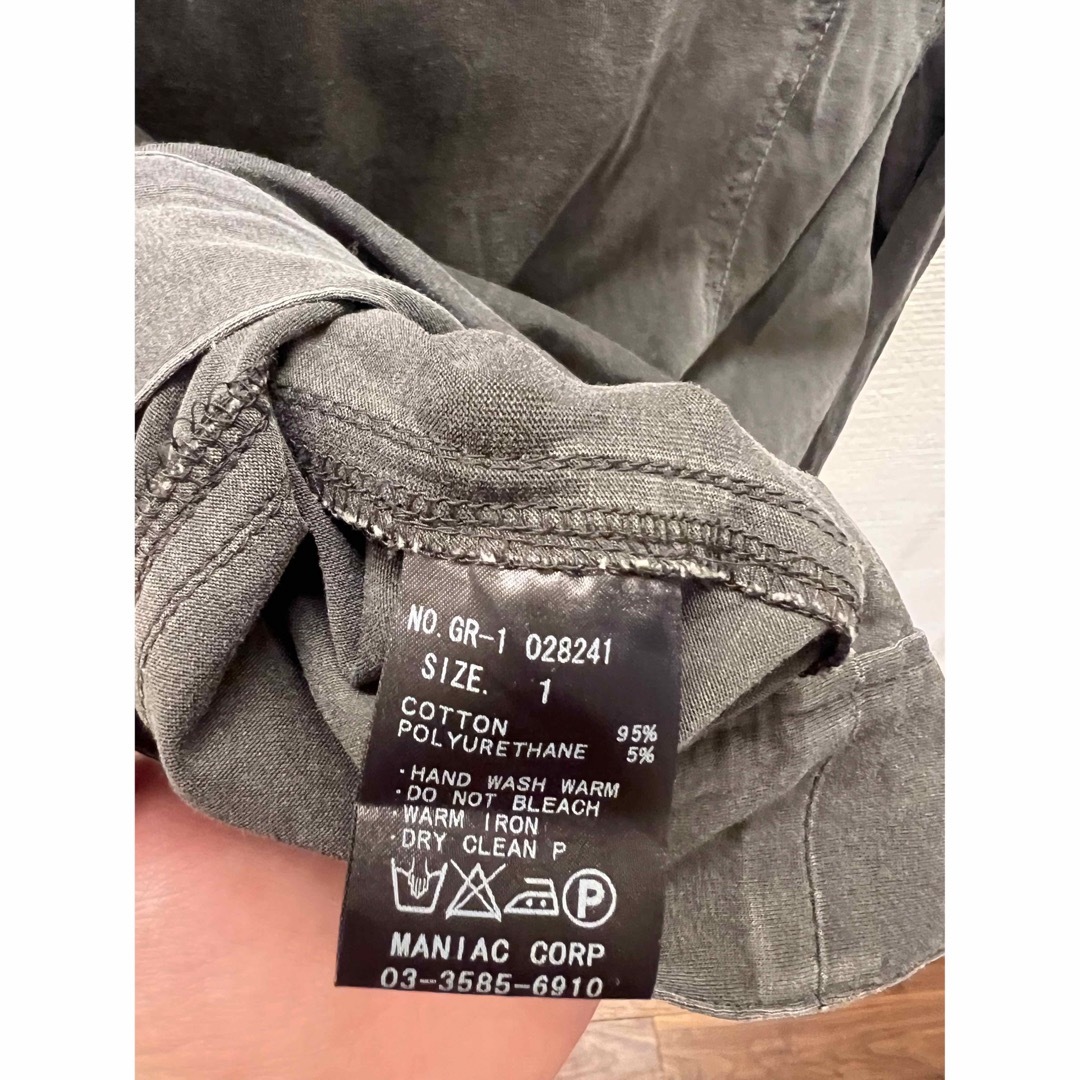 NO. GR-1 028241
SIZE. 1
COTTON 95%
POLYURETHANE 5%
·HAND WASH WARM
·DO NOT BLEACH
·WARM IRON
·DRY CLEAN P
P
MANIAC CORP
03-3585-6910